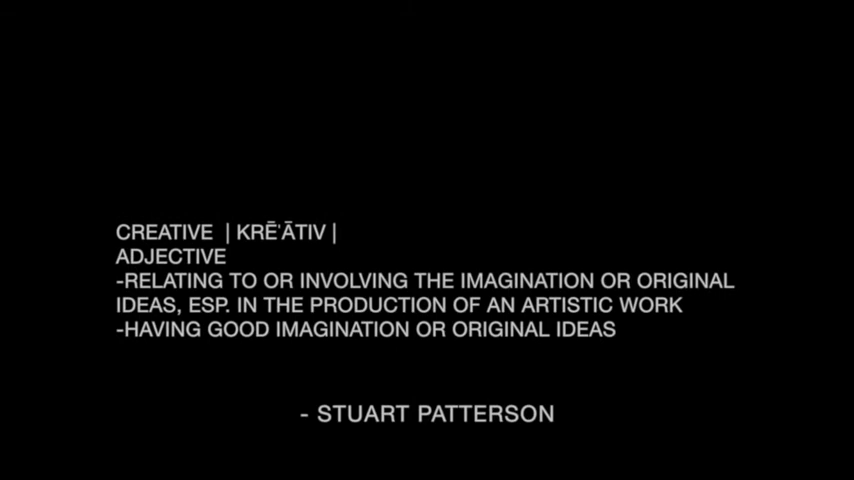 CREATIVE | KRĒˈĀTIV |
ADJECTIVE
-RELATING TO OR INVOLVING THE IMAGINATION OR ORIGINAL
IDEAS, ESP. IN THE PRODUCTION OF AN ARTISTIC WORK
-HAVING GOOD IMAGINATION OR ORIGINAL IDEAS
- STUART PATTERSON